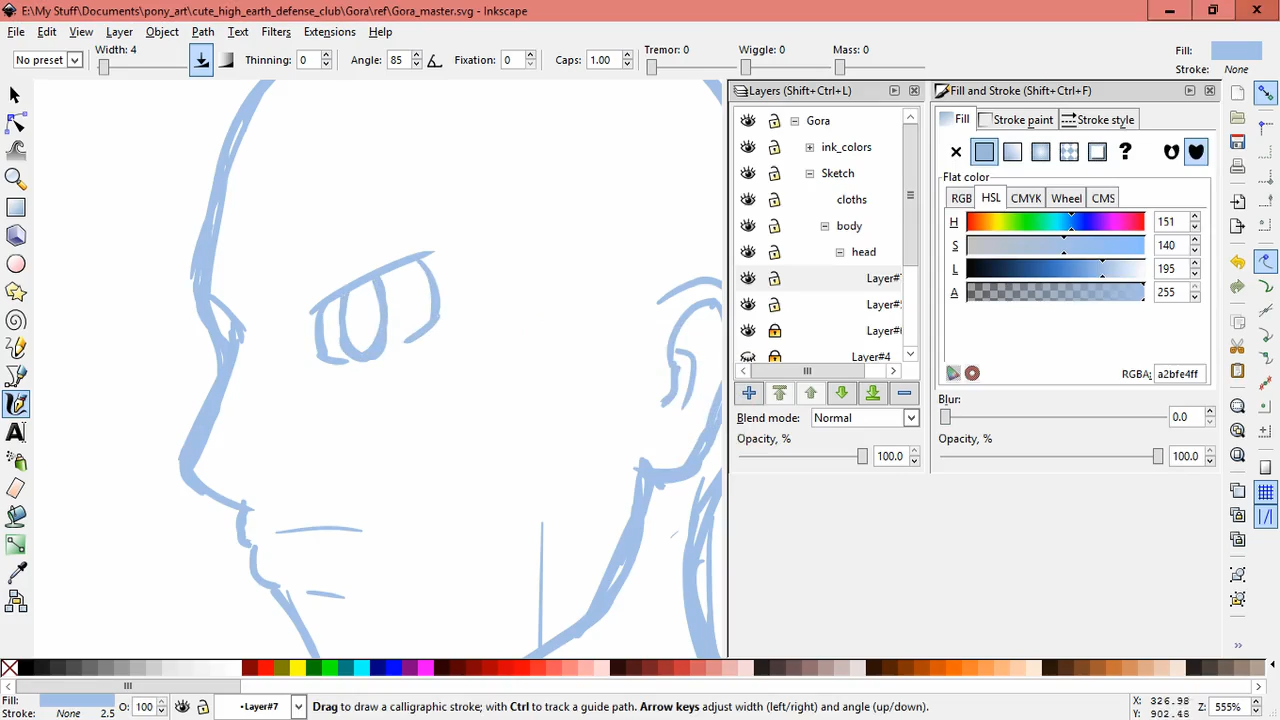 E:\My Stuff\Documents\pony_art\cute_high_earth_defense_club\Gora\ref\Gora_master.svg - Inkscape
File Edit View Layer Object Path Text Filters Extensions Help
No preset Width: 4 Thinning: 0 Angle: 85 Fixation: 0 Caps: 1.00 Tremor: 0 Wiggle: 0 Mass: 0 Fill:
Stroke: None
Layers (Shift+Ctrl+L)
Gora
ink_colors
Sketch
cloths
body
head
Layer#
Layer#
Layer#
Layer#4
Blend mode: Normal
Opacity, % 100.0
Fill and Stroke (Shift+Ctrl+F)
Fill Stroke paint Stroke style
?
Flat color
RGB HSL CMYK Wheel CMS
H 151
S 140
L 195
A 255
RGBA: a2bfe4ff
Blur:
0.0
Opacity, %
100.0
Fill:
Stroke: None 2.5
O: 100
•Layer#7
Drag to draw a calligraphic stroke; with Ctrl to track a guide path. Arrow keys adjust width (left/right) and angle (up/down).
X: 326.98
Y: 902.48
Z: 555%